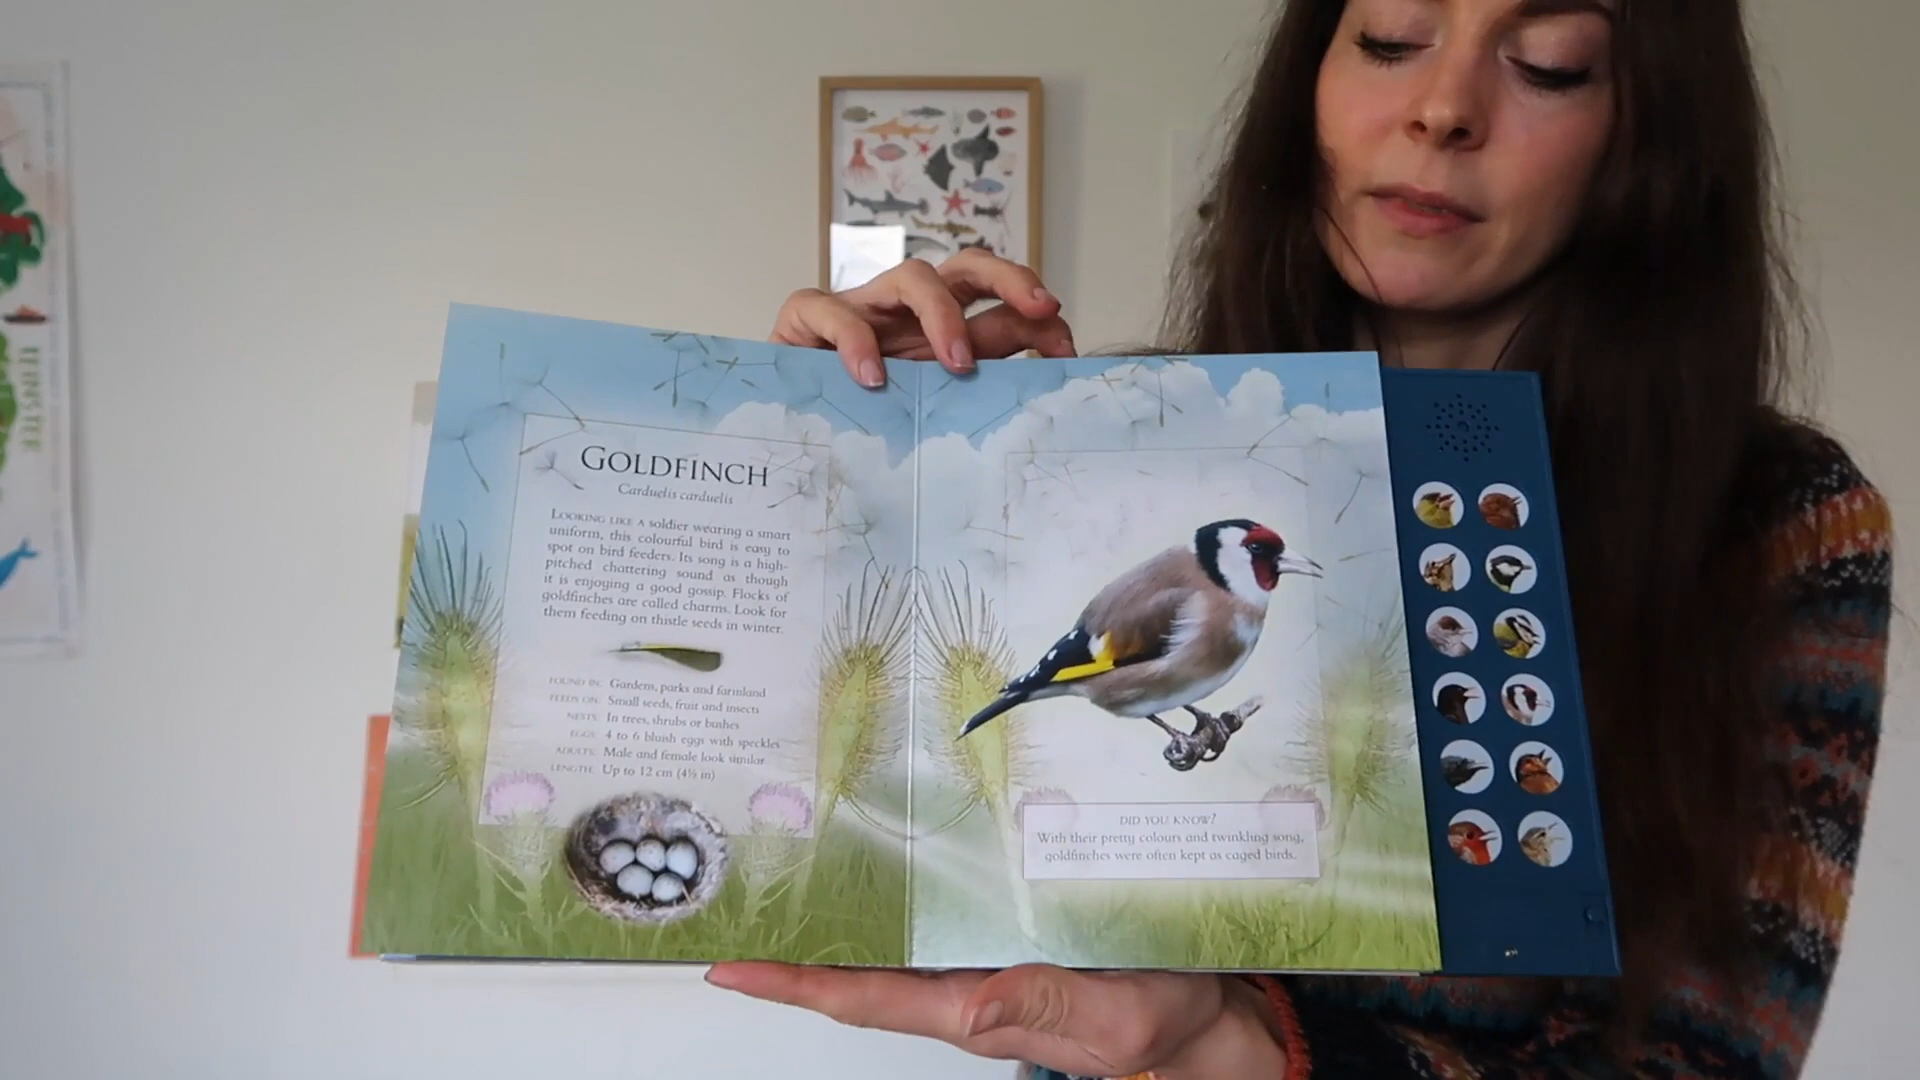 GOLDFINCH
Carduelis carduelis
LOOKING LIKE A soldier wearing a smart
uniform, this colourful bird is easy to
spot on bird feeders. Its song is a high-
pitched chattering sound as though
it is enjoying a good gossip. Flocks of
goldfinches are called charms. Look for
them feeding on thistle seeds in winter.
FOUND IN: Gardens, parks and farmland
FEEDS ON: Small seeds, fruit and insects
NESTS: In trees, shrubs or bushes
EGGS: 4 to 6 bluish eggs with speckles
ADULTS: Male and female look similar
LENGTH: Up to 12 cm (4½ in)
DID YOU KNOW?
With their pretty colours and twinkling song,
goldfinches were often kept as caged birds.